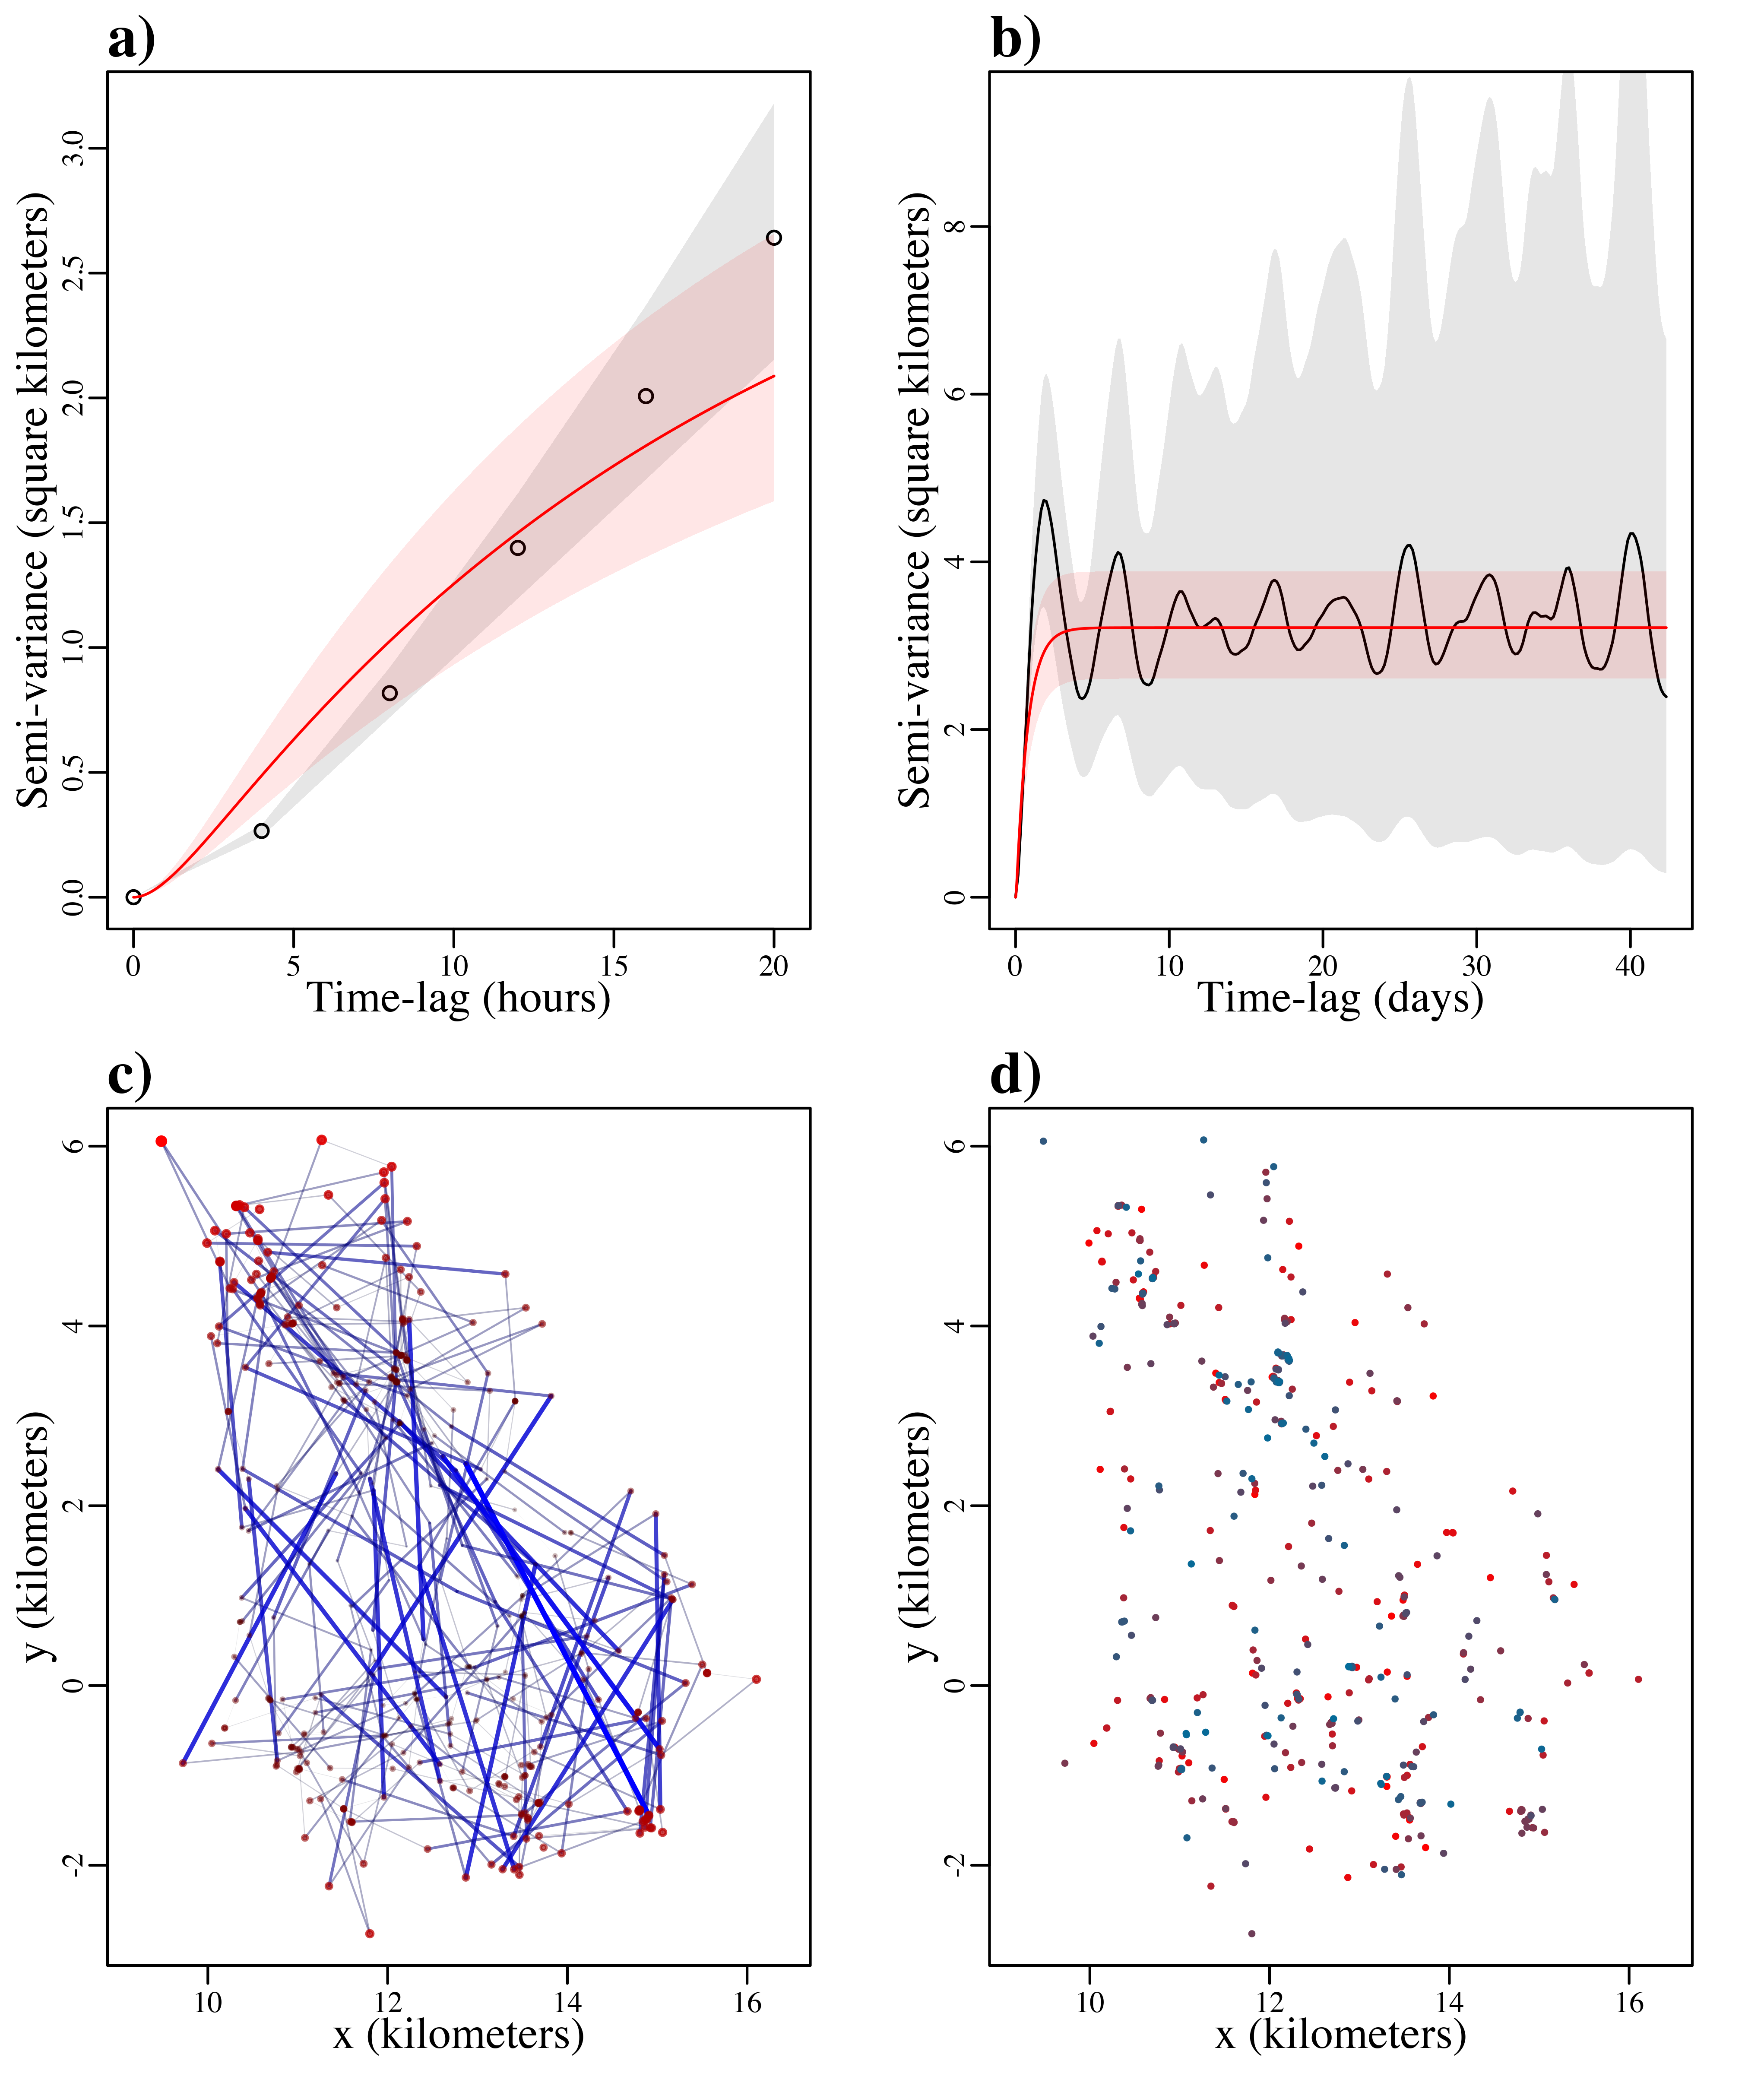 a)
Semi-variance (square kilometers)
3.0
2.5
2.0
1.5
1.0
0.5
0.0
0 5 10 15 20
Time-lag (hours)
b)
Semi-variance (square kilometers)
8
6
4
2
0
0 10 20 30 40
Time-lag (days)
c)
y (kilometers)
6
4
2
0
-2
10 12 14 16
x (kilometers)
d)
y (kilometers)
6
4
2
0
-2
10 12 14 16
x (kilometers)